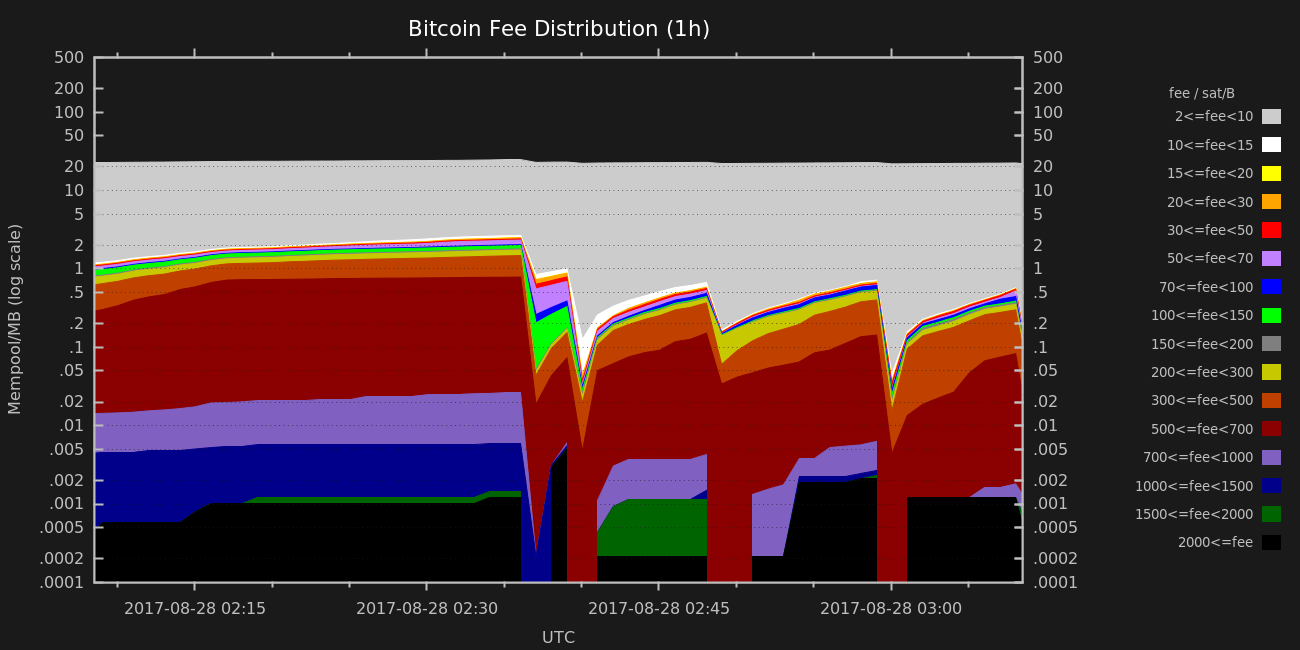 Bitcoin Fee Distribution (1h)
500
200
100
50
20
10
5
2
1
.5
.2
.1
.05
.02
.01
.005
.002
.001
.0005
.0002
.0001
Mempool/MB (log scale)
500
200
100
50
20
10
5
2
1
.5
.2
.1
.05
.02
.01
.005
.002
.001
.0005
.0002
.0001
2017-08-28 02:15
2017-08-28 02:30
2017-08-28 02:45
2017-08-28 03:00
UTC
fee / sat/B
2<=fee<10
10<=fee<15
15<=fee<20
20<=fee<30
30<=fee<50
50<=fee<70
70<=fee<100
100<=fee<150
150<=fee<200
200<=fee<300
300<=fee<500
500<=fee<700
700<=fee<1000
1000<=fee<1500
1500<=fee<2000
2000<=fee